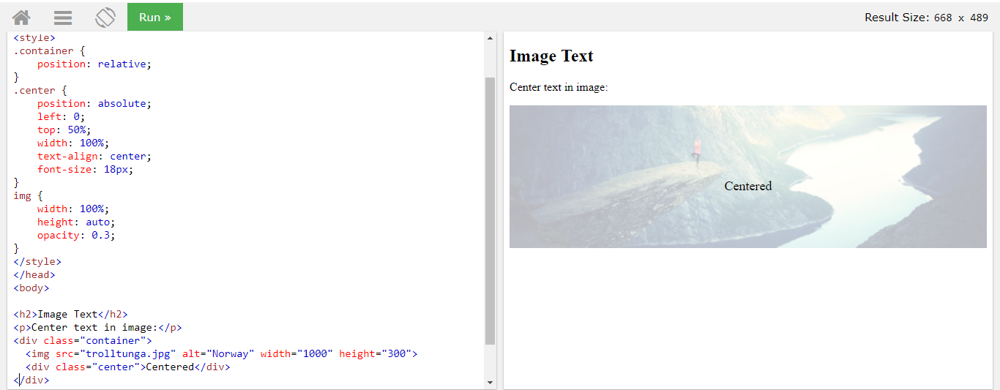 Run »
Result Size: 668 x 489
<style>
.container {
    position: relative;
}
.center {
    position: absolute;
    left: 0;
    top: 50%;
    width: 100%;
    text-align: center;
    font-size: 18px;
}
img {
    width: 100%;
    height: auto;
    opacity: 0.3;
}
</style>
</head>
<body>
<h2>Image Text</h2>
<p>Center text in image:</p>
<div class="container">
  <img src="trolltunga.jpg" alt="Norway" width="1000" height="300">
  <div class="center">Centered</div>
</div>
Image Text
Center text in image:
Centered